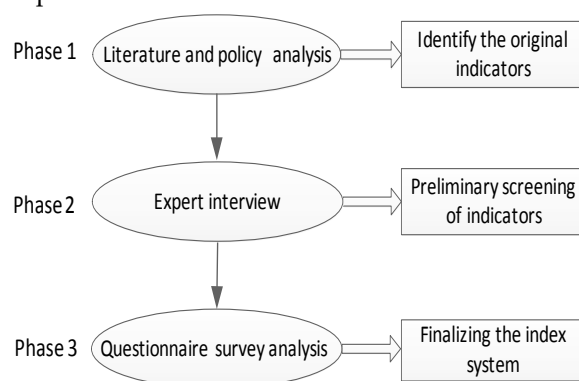 Phase 1
Literature and policy analysis
Identify the original
indicators
Phase 2
Expert interview
Preliminary screening
of indicators
Phase 3
Questionnaire survey analysis
Finalizing the index
system